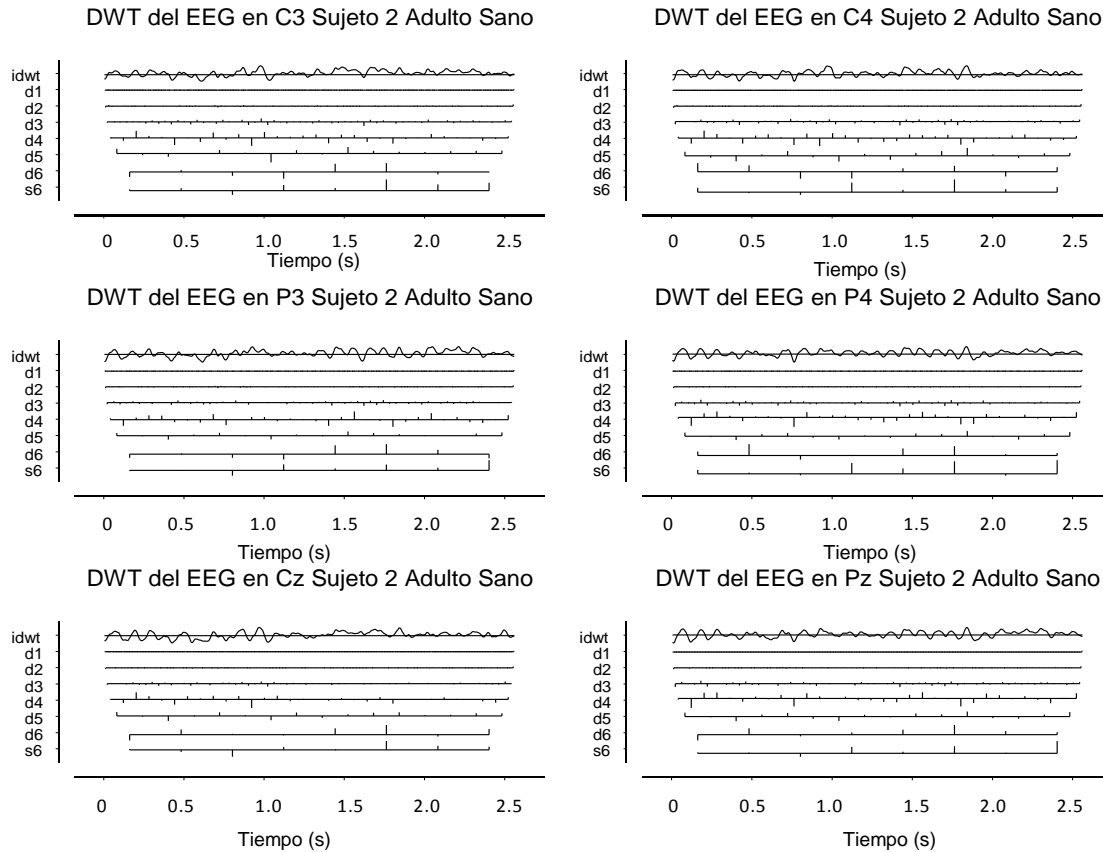 DWT del EEG en C3 Sujeto 2 Adulto Sano
idwt
d1
d2
d3
d4
d5
d6
s6
0 0.5 1.0 1.5 2.0 2.5
Tiempo (s)
DWT del EEG en C4 Sujeto 2 Adulto Sano
idwt
d1
d2
d3
d4
d5
d6
s6
0 0.5 1.0 1.5 2.0 2.5
Tiempo (s)
DWT del EEG en P3 Sujeto 2 Adulto Sano
idwt
d1
d2
d3
d4
d5
d6
s6
0 0.5 1.0 1.5 2.0 2.5
Tiempo (s)
DWT del EEG en P4 Sujeto 2 Adulto Sano
idwt
d1
d2
d3
d4
d5
d6
s6
0 0.5 1.0 1.5 2.0 2.5
Tiempo (s)
DWT del EEG en Cz Sujeto 2 Adulto Sano
idwt
d1
d2
d3
d4
d5
d6
s6
0 0.5 1.0 1.5 2.0 2.5
Tiempo (s)
DWT del EEG en Pz Sujeto 2 Adulto Sano
idwt
d1
d2
d3
d4
d5
d6
s6
0 0.5 1.0 1.5 2.0 2.5
Tiempo (s)